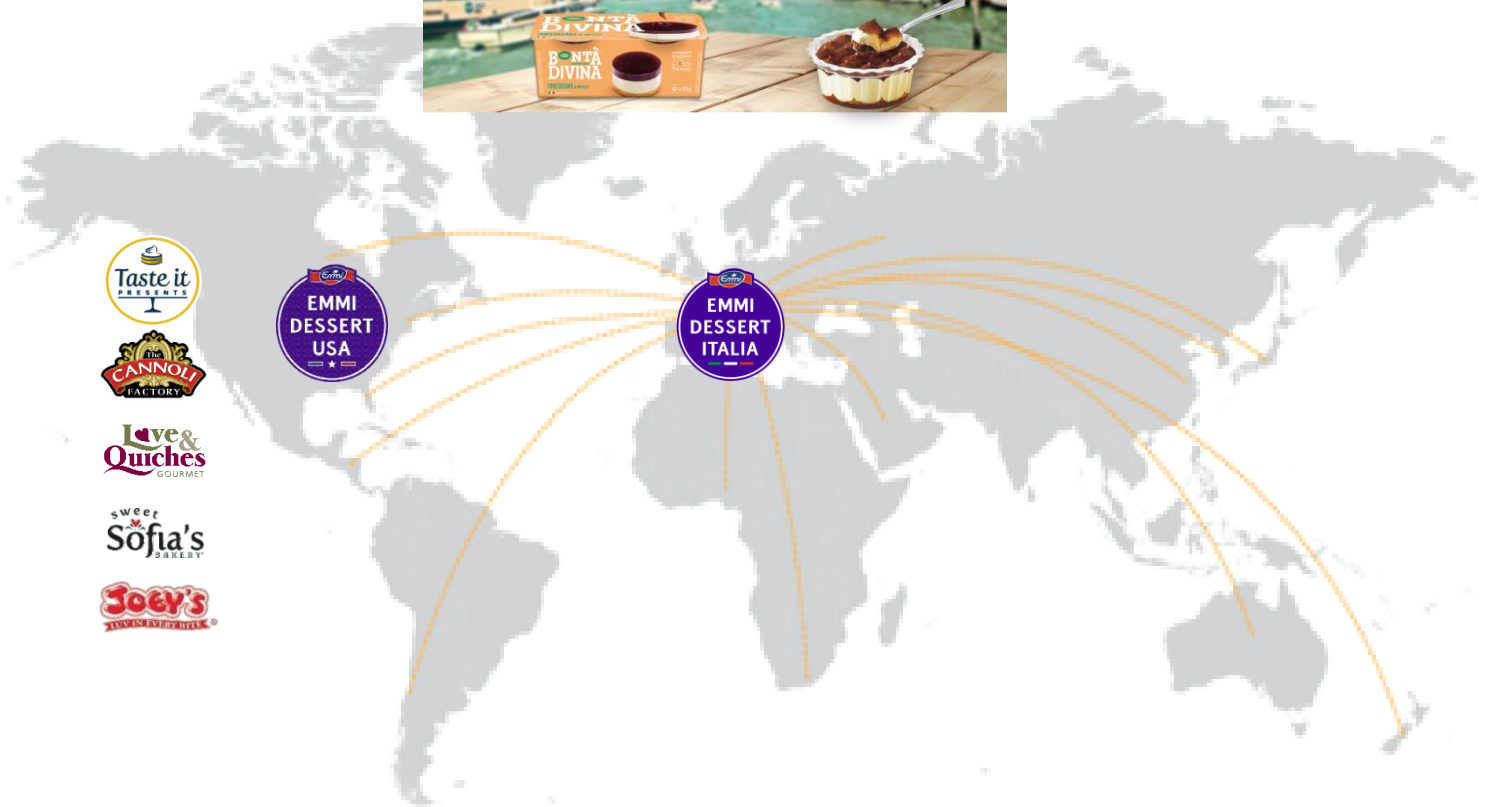 BONTÀ
DIVINA
BONTÀ
DIVINA
CHEESECAKE
Taste it
PRESENTS
The
CANNOLI
FACTORY
Love &
Quiches
GOURMET
sweet
Sofia's
BAKERY
JOEY'S
LUV IN EVERY BITE ®
Emmi
EMMI
DESSERT
USA
Emmi
EMMI
DESSERT
ITALIA